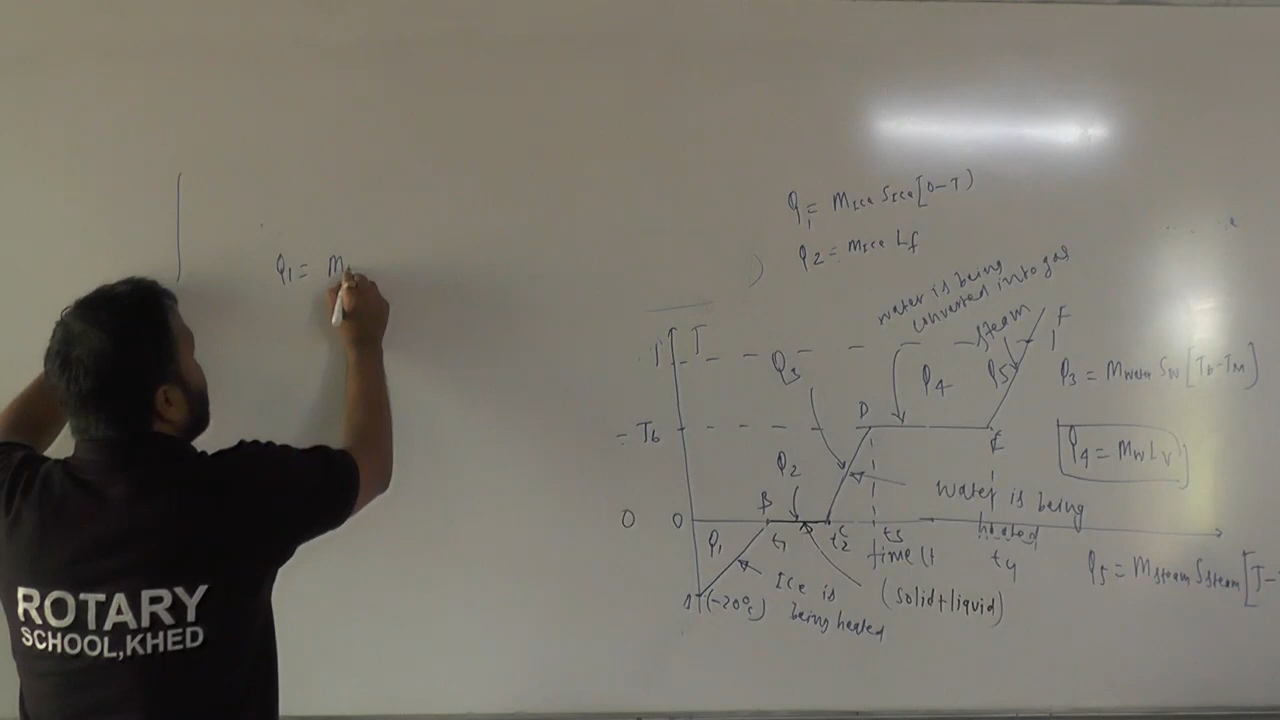 Q1 = M
Q1 = MIce SIce [0-T)
Q2 = MIce Lf
water is being
converted into gas
steam
F
T T
Q3
Q4
Q5
Q3 = Mwater Sw [Tb-TM]
- Tb
D
E
Q4 = Mw Lv
Q2
B
water is being
heated
0 0
t1 t2 C t3
time (t
t4
Q1
Ice is
being heated
(solid+liquid)
(-20°C)
Q5 = Msteam Ssteam [T-
ROTARY
SCHOOL,KHED